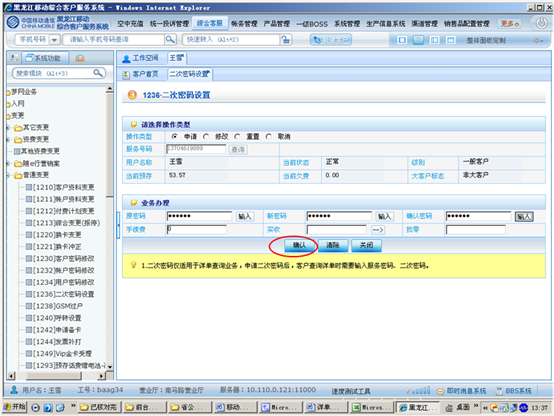 黑龙江移动综合客户服务系统 - Windows Internet Explorer
中国移动通信 CHINA MOBILE 黑龙江移动 综合客户服务系统 空中充值 统一投诉管理 综合客服 帐务管理 产品管理 一级BOSS 系统管理 生产信息系统 渠道管理 销售品配置管理 更多
手机号码 请输入手机号码查询 快速转入 (Alt+2) 整体面板定制
系统功能 工作空间 王雪
搜索模块 (Alt+3) 客户首页 二次密码设置
梦网业务
入网
变更
其它变更
资费变更
其他资费变更
随e行营销案
普通变更
[1210]客户资料变更
[1211]帐户资料变更
[1212]付费计划变更
[1213]综合变更(拆停)
[1220]换卡变更
[1221]换卡冲正
[1230]客户密码修改
[1232]帐户密码修改
[1234]用户密码修改
[1236]二次密码设置
[1238]GSM过户
[1240]呼转设置
[1242]申请备卡
[1244]发票打印
[1249]Vip金卡受理
[1293]预存话费赠电池
1236·二次密码设置
请选择操作类型
操作类型 申请 修改 重置 取消
服务号码 查询
用户名称 王雪 当前状态 正常 级别 一般客户
当前预存 53.57 当前欠费 0.00 大客户标志 非大客户
业务办理
原密码 ●●●●●● 输入 新密码 ●●●●●● 输入 确认密码 ●●●●●● 输入
手续费 0 实收 --> 找零
确认 清除 关闭
1.二次密码仅适用于详单查询业务，申请二次密码后，客户查询详单时需要输入服务密码、二次密码。
用户名：王雪 工号：baag34 营业厅：南马路营业厅 服务器：10.110.0.121:11000 速度测试工具 即时消息系统 BBS系统
开始 已核对完 前台... 省公... 移动... Micro... 详单... Micros... 黑龙江... 桌面 13:37